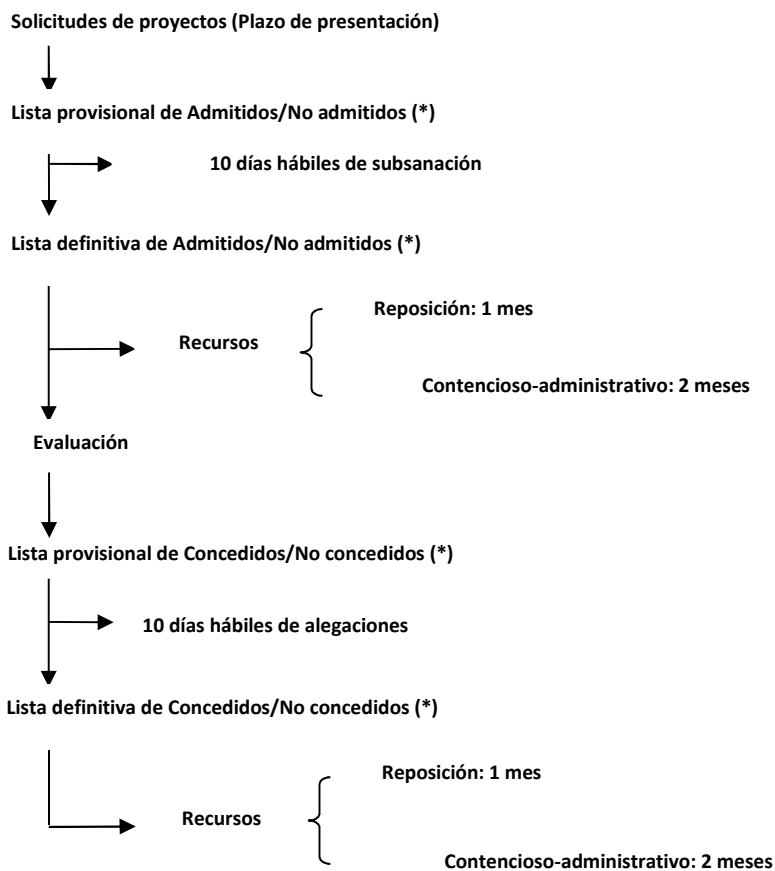 Solicitudes de proyectos (Plazo de presentación)
Lista provisional de Admitidos/No admitidos (*)
10 días hábiles de subsanación
Lista definitiva de Admitidos/No admitidos (*)
Reposición: 1 mes
Recursos
Contencioso-administrativo: 2 meses
Evaluación
Lista provisional de Concedidos/No concedidos (*)
10 días hábiles de alegaciones
Lista definitiva de Concedidos/No concedidos (*)
Reposición: 1 mes
Recursos
Contencioso-administrativo: 2 meses